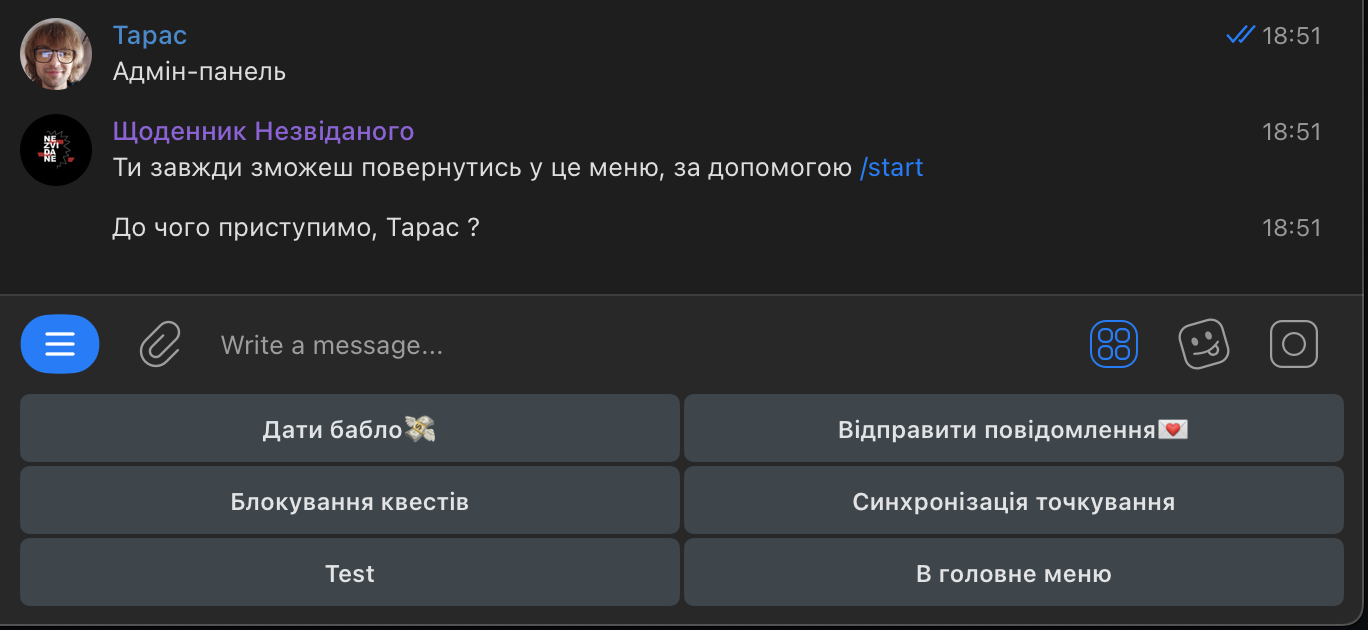 Тарас 18:51
Адмін-панель
NE
ZVI
DA
NE
Щоденник Незвіданого 18:51
Ти завжди зможеш повернутись у це меню, за допомогою /start
До чого приступимо, Тарас ? 18:51
Write a message...
Дати бабло💸 Відправити повідомлення💌
Блокування квестів Синхронізація точкування
Test В головне меню